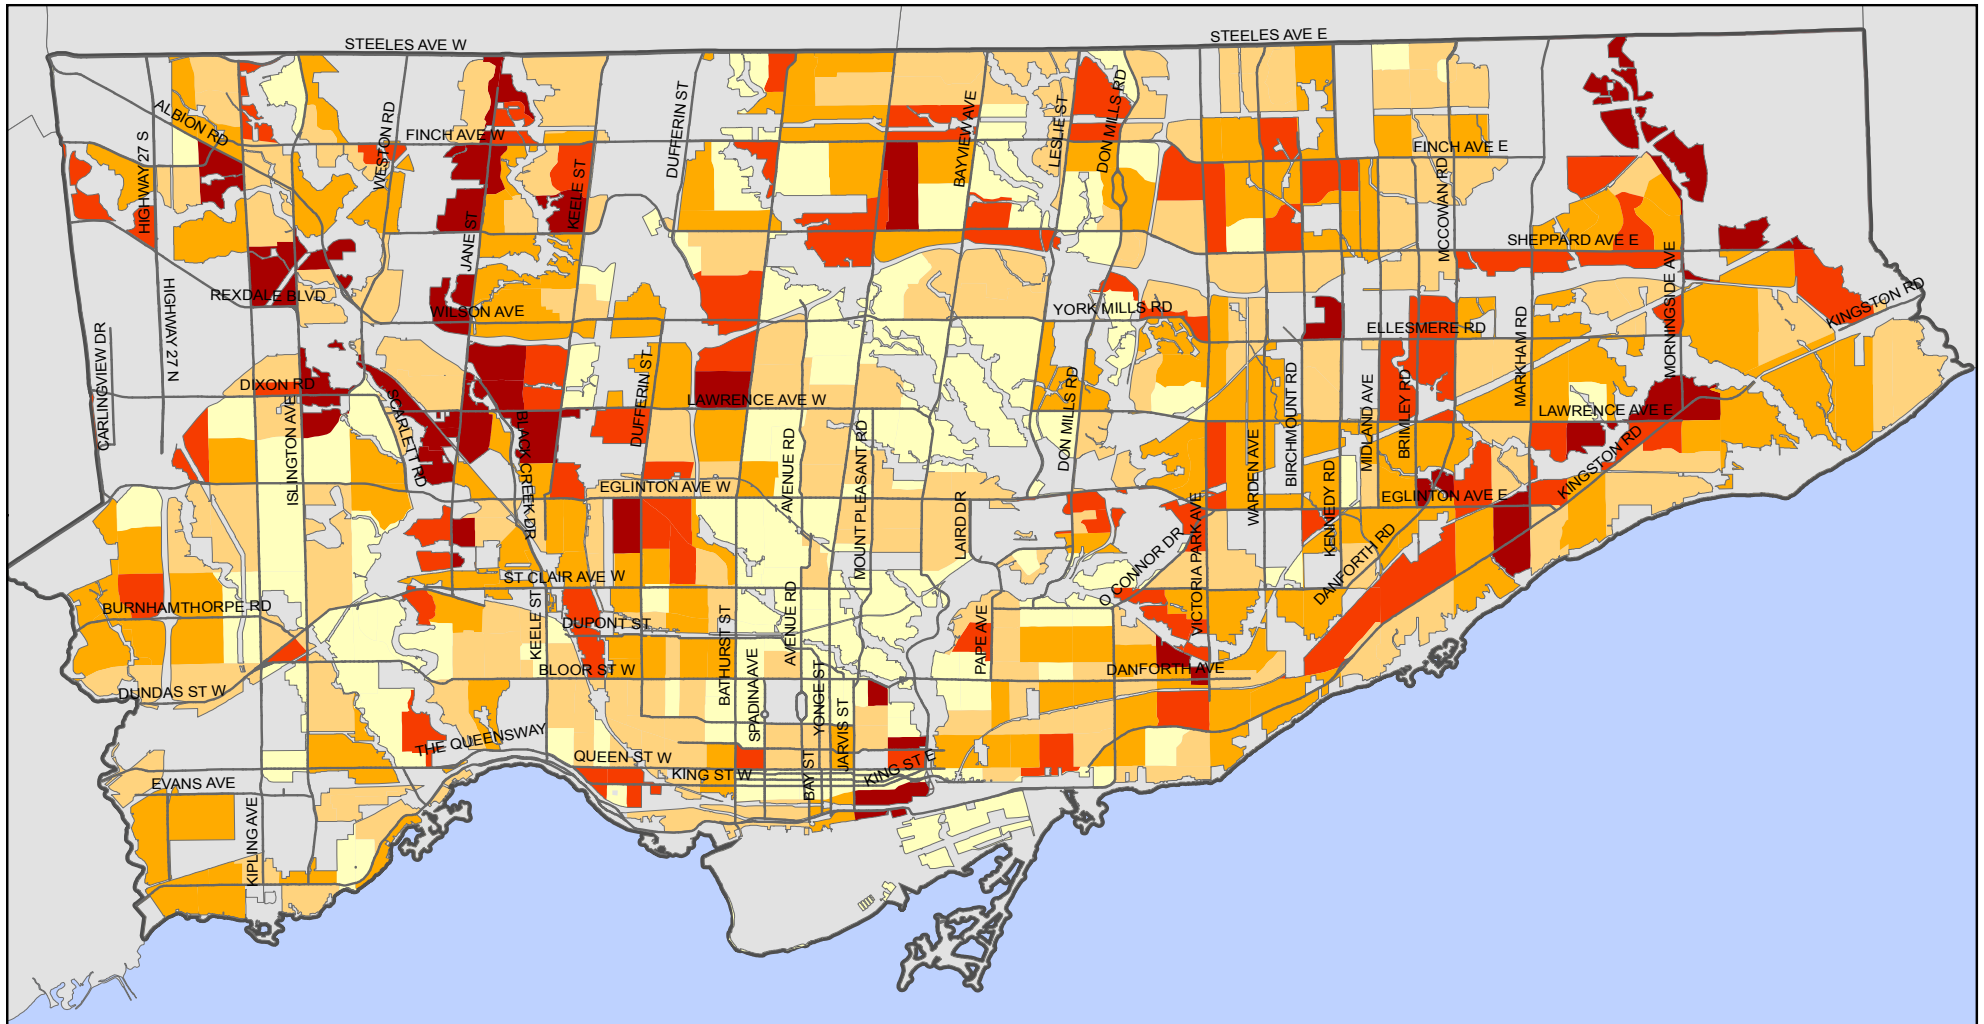 STEELES AVE W
STEELES AVE E
ALBION RD
HIGHWAY 27 S
WESTON RD
FINCH AVE W
DUFFERIN ST
BAYVIEW AVE
LESLIE ST
DON MILLS RD
FINCH AVE E
MCCOWAN RD
KEELE ST
JANE ST
SHEPPARD AVE E
MORNINGSIDE AVE
REXDALE BLVD
HIGHWAY 27 N
WILSON AVE
YORK MILLS RD
ELLESMERE RD
KINGSTON RD
CARLINGVIEW DR
DIXON RD
ISLINGTON AVE
SCARLETT RD
BLACK CREEK DR
DUFFERIN ST
LAWRENCE AVE W
AVENUE RD
MOUNT PLEASANT RD
DON MILLS RD
WARDEN AVE
BIRCHMOUNT RD
MIDLAND AVE
BRIMLEY RD
MARKHAM RD
LAWRENCE AVE E
KINGSTON RD
EGLINTON AVE W
LAIRD DR
VICTORIA PARK AVE
KENNEDY RD
EGLINTON AVE E
O CONNOR DR
DANFORTH RD
ST CLAIR AVE W
BURNHAMTHORPE RD
KEELE ST
DUPONT ST
BATHURST ST
AVENUE RD
PAPE AVE
BLOOR ST W
DANFORTH AVE
DUNDAS ST W
SPADINA AVE
YONGE ST
JARVIS ST
THE QUEENSWAY
QUEEN ST W
KING ST W
BAY ST
KING ST E
EVANS AVE
KIPLING AVE